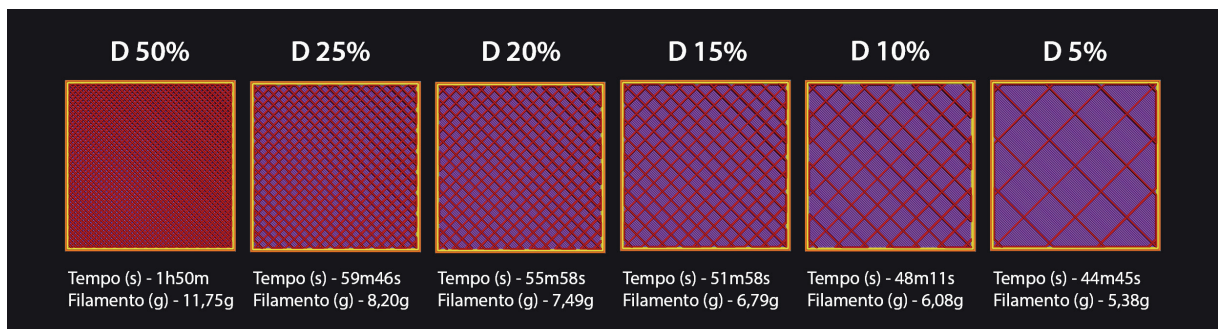 D 50%
D 25%
D 20%
D 15%
D 10%
D 5%
Tempo (s) - 1h50m
Filamento (g) - 11,75g
Tempo (s) - 59m46s
Filamento (g) - 8,20g
Tempo (s) - 55m58s
Filamento (g) - 7,49g
Tempo (s) - 51m58s
Filamento (g) - 6,79g
Tempo (s) - 48m11s
Filamento (g) - 6,08g
Tempo (s) - 44m45s
Filamento (g) - 5,38g